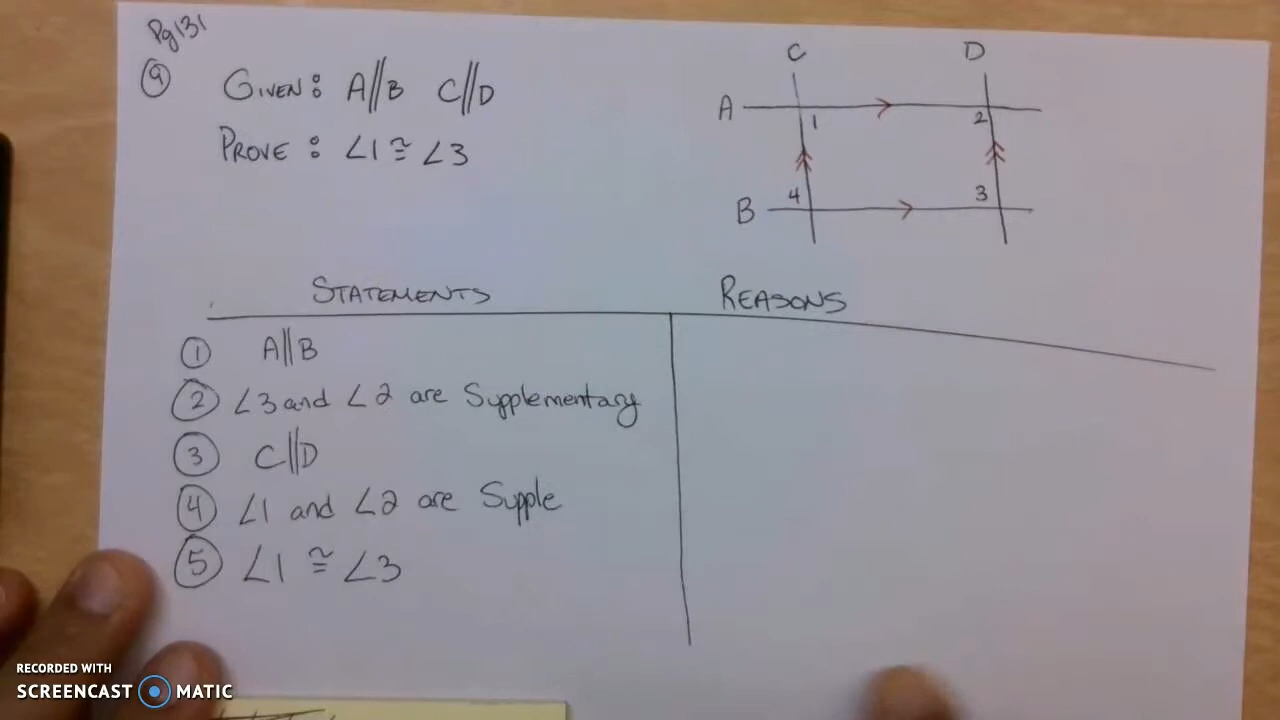 Pg 131
9 GIVEN: A//B C//D
PROVE: ∠1 ≅ ∠3
C D
A 1 2
B 4 3
STATEMENTS REASONS
1 A||B
2 ∠3 and ∠2 are Supplementary
3 C||D
4 ∠1 and ∠2 are Supple
5 ∠1 ≅ ∠3
RECORDED WITH
SCREENCAST MATIC